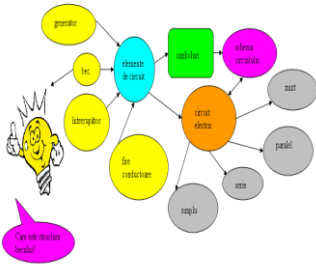 generator
bec
elemente
de circuit
simboluri
schema
circuitului
mixt
întrerupător
circuit
electric
paralel
fire
conductoare
serie
simplu
Care este structura
becului?